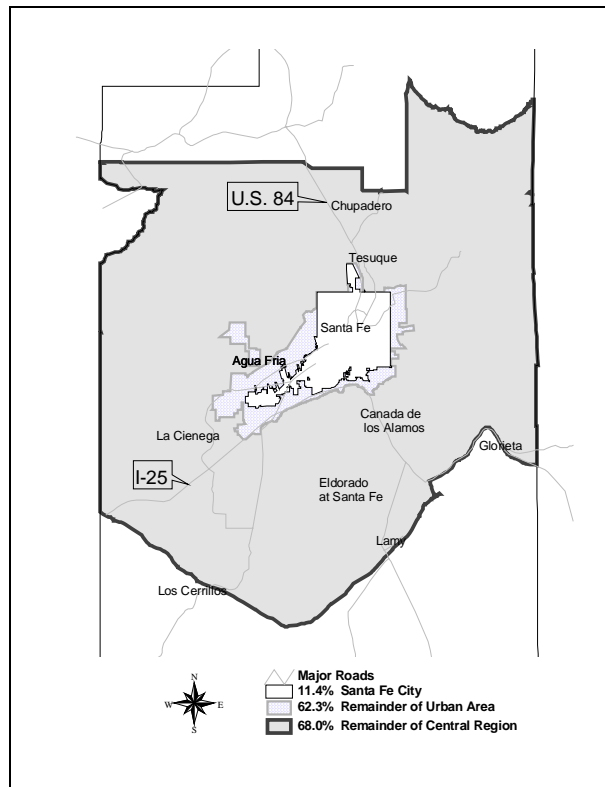 U.S. 84
Chupadero
Tesuque
Santa Fe
Agua Fria
Canada de
los Alamos
La Cienega
Glorieta
I-25
Eldorado
at Santa Fe
Lamy
Los Cerrillos
Major Roads
11.4% Santa Fe City
62.3% Remainder of Urban Area
68.0% Remainder of Central Region
N
W E
S